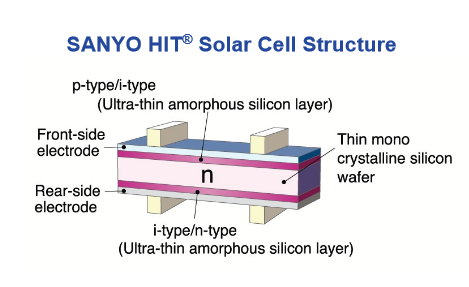 SANYO HIT® Solar Cell Structure
p-type/i-type
(Ultra-thin amorphous silicon layer)
Front-side
electrode
Thin mono
crystalline silicon
wafer
n
Rear-side
electrode
i-type/n-type
(Ultra-thin amorphous silicon layer)